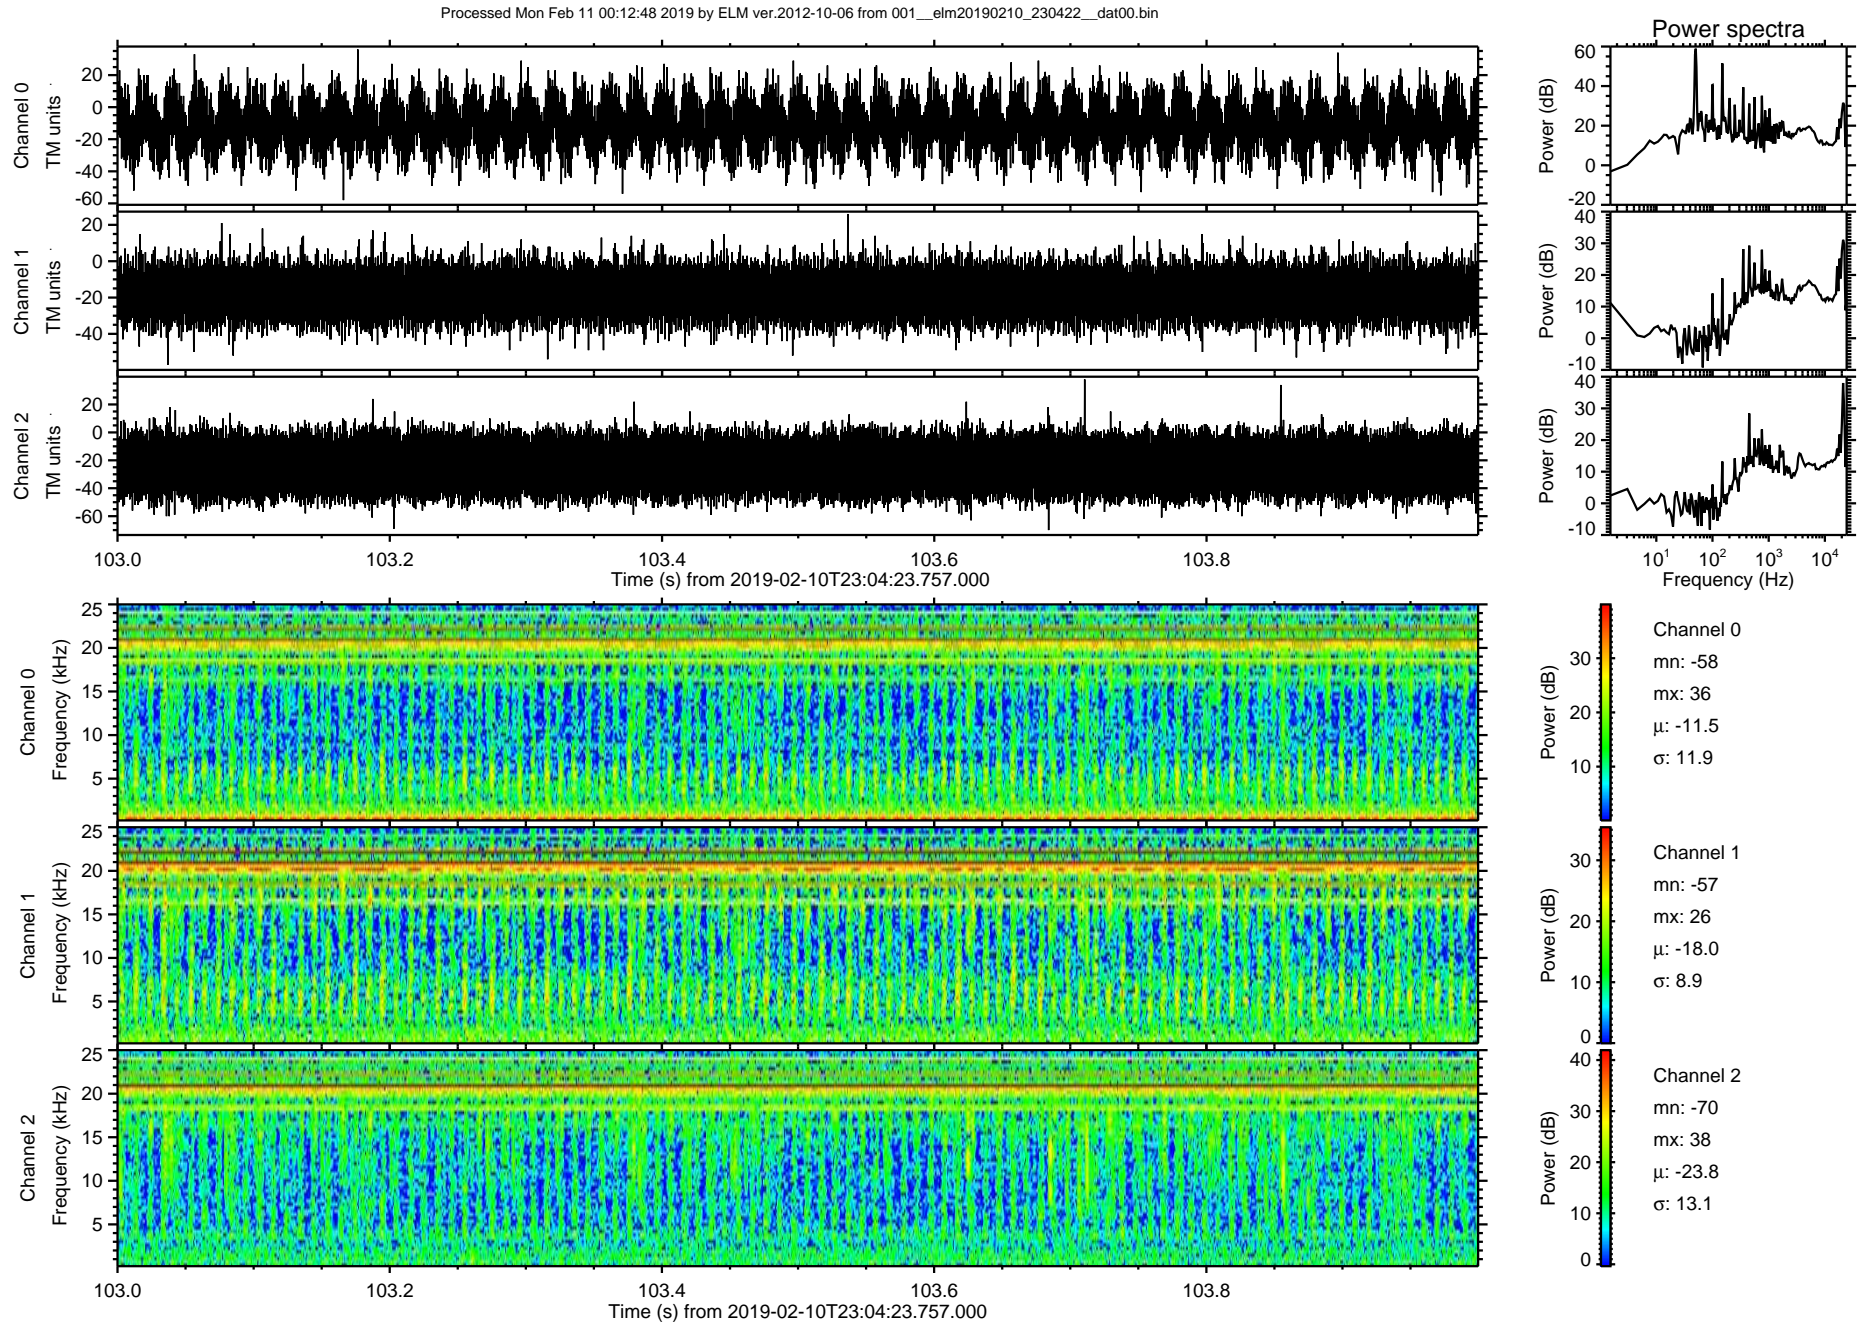 Processed Mon Feb 11 00:12:48 2019 by ELM ver.2012-10-06 from 001__elm20190210_230422__dat00.bin
Power spectra
Channel 0
TM units
20
0
-20
-40
-60
Power (dB)
60
40
20
0
-20
Channel 1
TM units
20
0
-20
-40
Power (dB)
40
30
20
10
0
-10
Channel 2
TM units
20
0
-20
-40
-60
Power (dB)
40
30
20
10
0
-10
103.0 103.2 103.4 103.6 103.8
Time (s) from 2019-02-10T23:04:23.757.000
10¹ 10² 10³ 10⁴
Frequency (Hz)
Channel 0
Frequency (kHz)
25
20
15
10
5
Power (dB)
30
20
10
Channel 0
mn: -58
mx: 36
μ: -11.5
σ: 11.9
Channel 1
Frequency (kHz)
25
20
15
10
5
Power (dB)
30
20
10
0
Channel 1
mn: -57
mx: 26
μ: -18.0
σ: 8.9
Channel 2
Frequency (kHz)
25
20
15
10
5
Power (dB)
40
30
20
10
0
Channel 2
mn: -70
mx: 38
μ: -23.8
σ: 13.1
103.0 103.2 103.4 103.6 103.8
Time (s) from 2019-02-10T23:04:23.757.000